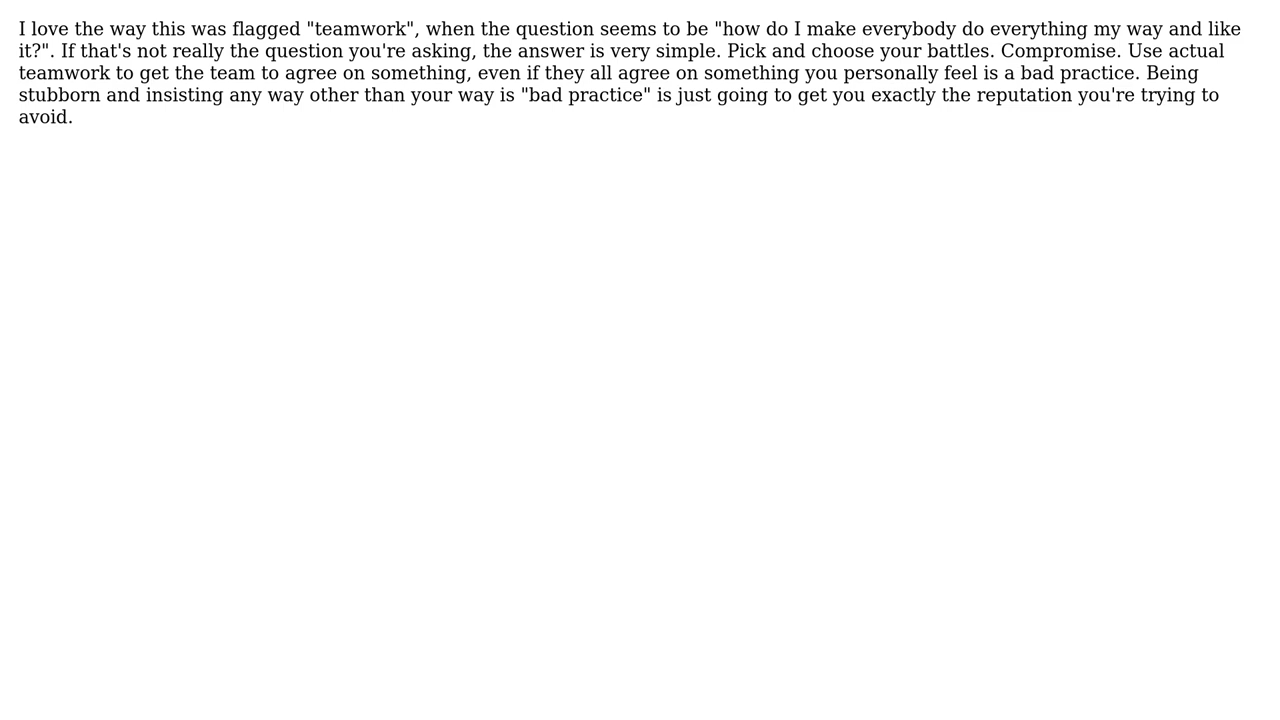 I love the way this was flagged "teamwork", when the question seems to be "how do I make everybody do everything my way and like
it?". If that's not really the question you're asking, the answer is very simple. Pick and choose your battles. Compromise. Use actual
teamwork to get the team to agree on something, even if they all agree on something you personally feel is a bad practice. Being
stubborn and insisting any way other than your way is "bad practice" is just going to get you exactly the reputation you're trying to
avoid.